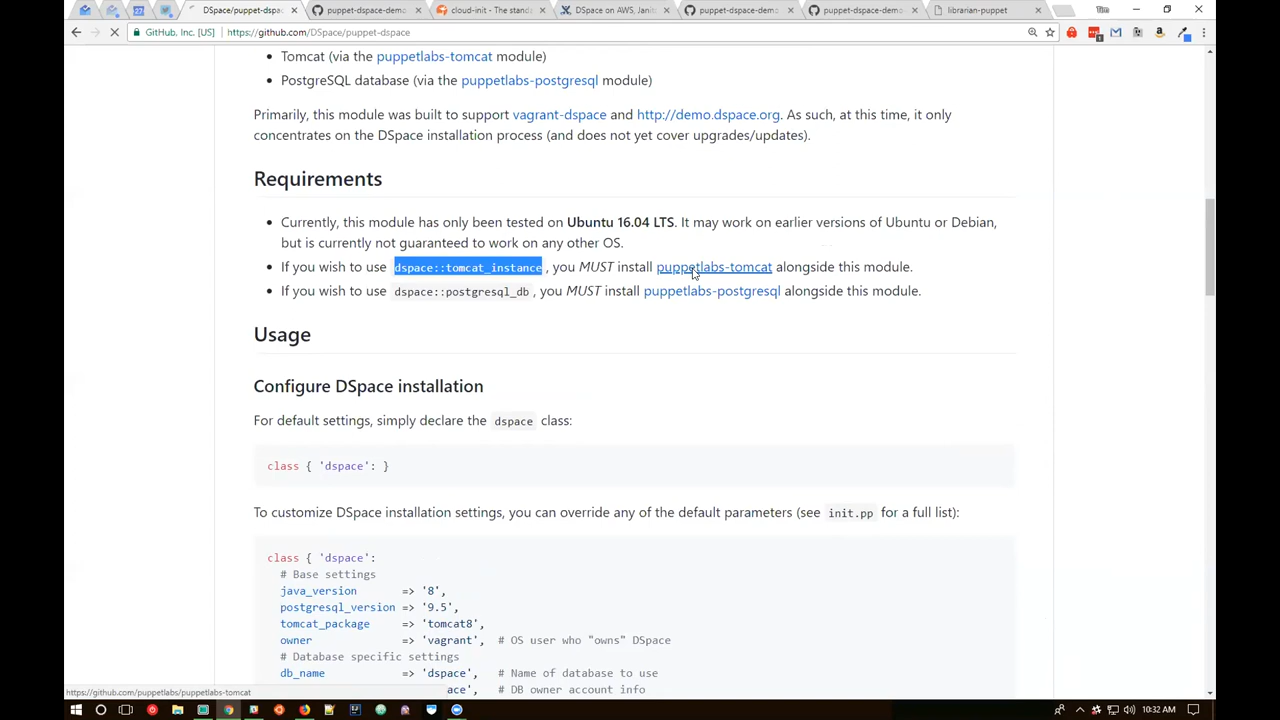 DSpace/puppet-dspac
puppet-dspace-demo
cloud-init - The standa
DSpace on AWS, Janit
puppet-dspace-demo
puppet-dspace-demo
librarian-puppet
Tim
GitHub, Inc. [US]
https://github.com/DSpace/puppet-dspace
Tomcat (via the puppetlabs-tomcat module)
PostgreSQL database (via the puppetlabs-postgresql module)
Primarily, this module was built to support vagrant-dspace and http://demo.dspace.org. As such, at this time, it only
concentrates on the DSpace installation process (and does not yet cover upgrades/updates).
Requirements
Currently, this module has only been tested on Ubuntu 16.04 LTS. It may work on earlier versions of Ubuntu or Debian,
but is currently not guaranteed to work on any other OS.
If you wish to use dspace::tomcat_instance , you MUST install puppetlabs-tomcat alongside this module.
If you wish to use dspace::postgresql_db , you MUST install puppetlabs-postgresql alongside this module.
Usage
Configure DSpace installation
For default settings, simply declare the dspace class:
class { 'dspace': }
To customize DSpace installation settings, you can override any of the default parameters (see init.pp for a full list):
class { 'dspace':
# Base settings
java_version => '8',
postgresql_version => '9.5',
tomcat_package => 'tomcat8',
owner => 'vagrant', # OS user who "owns" DSpace
# Database specific settings
db_name => 'dspace', # Name of database to use
ace', # DB owner account info
https://github.com/puppetlabs/puppetlabs-tomcat
10:32 AM